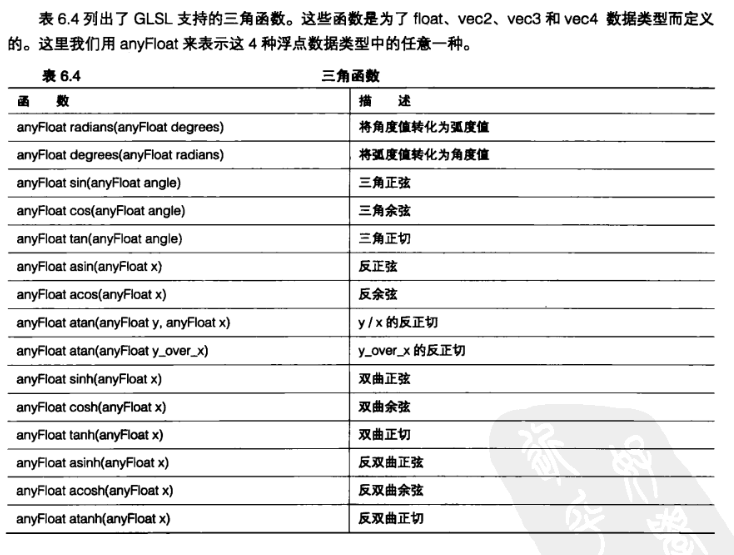 表 6.4 列出了 GLSL 支持的三角函数。这些函数是为了 float、vec2、vec3 和 vec4 数据类型而定义
的。这里我们用 anyFloat 来表示这 4 种浮点数据类型中的任意一种。
表 6.4 三角函数
函 数 描 述
anyFloat radians(anyFloat degrees) 将角度值转化为弧度值
anyFloat degrees(anyFloat radians) 将弧度值转化为角度值
anyFloat sin(anyFloat angle) 三角正弦
anyFloat cos(anyFloat angle) 三角余弦
anyFloat tan(anyFloat angle) 三角正切
anyFloat asin(anyFloat x) 反正弦
anyFloat acos(anyFloat x) 反余弦
anyFloat atan(anyFloat y, anyFloat x) y / x 的反正切
anyFloat atan(anyFloat y_over_x) y_over_x 的反正切
anyFloat sinh(anyFloat x) 双曲正弦
anyFloat cosh(anyFloat x) 双曲余弦
anyFloat tanh(anyFloat x) 双曲正切
anyFloat asinh(anyFloat x) 反双曲正弦
anyFloat acosh(anyFloat x) 反双曲余弦
anyFloat atanh(anyFloat x) 反双曲正切